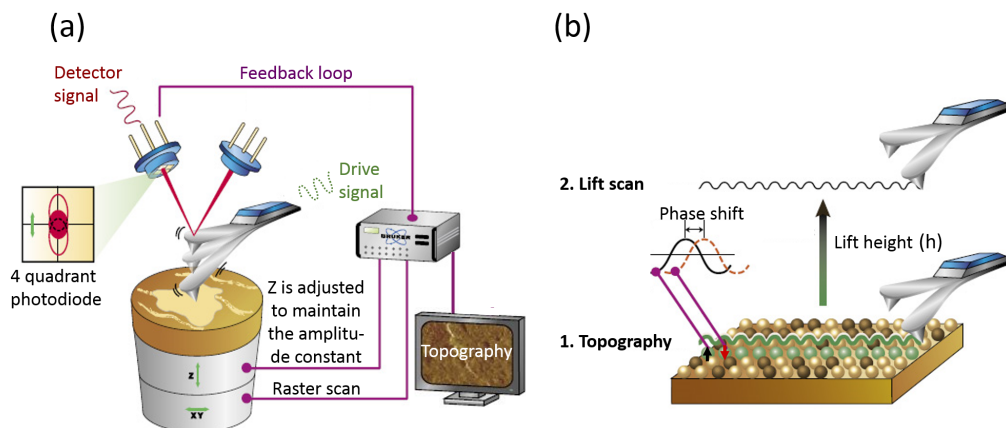 (a)
Detector
signal
Feedback loop
Drive
signal
4 quadrant
photodiode
BRUKER
Z is adjusted
to maintain
the amplitu-
de constant
Raster scan
Topography
Z
XY
(b)
2. Lift scan
Phase shift
Lift height (h)
1. Topography